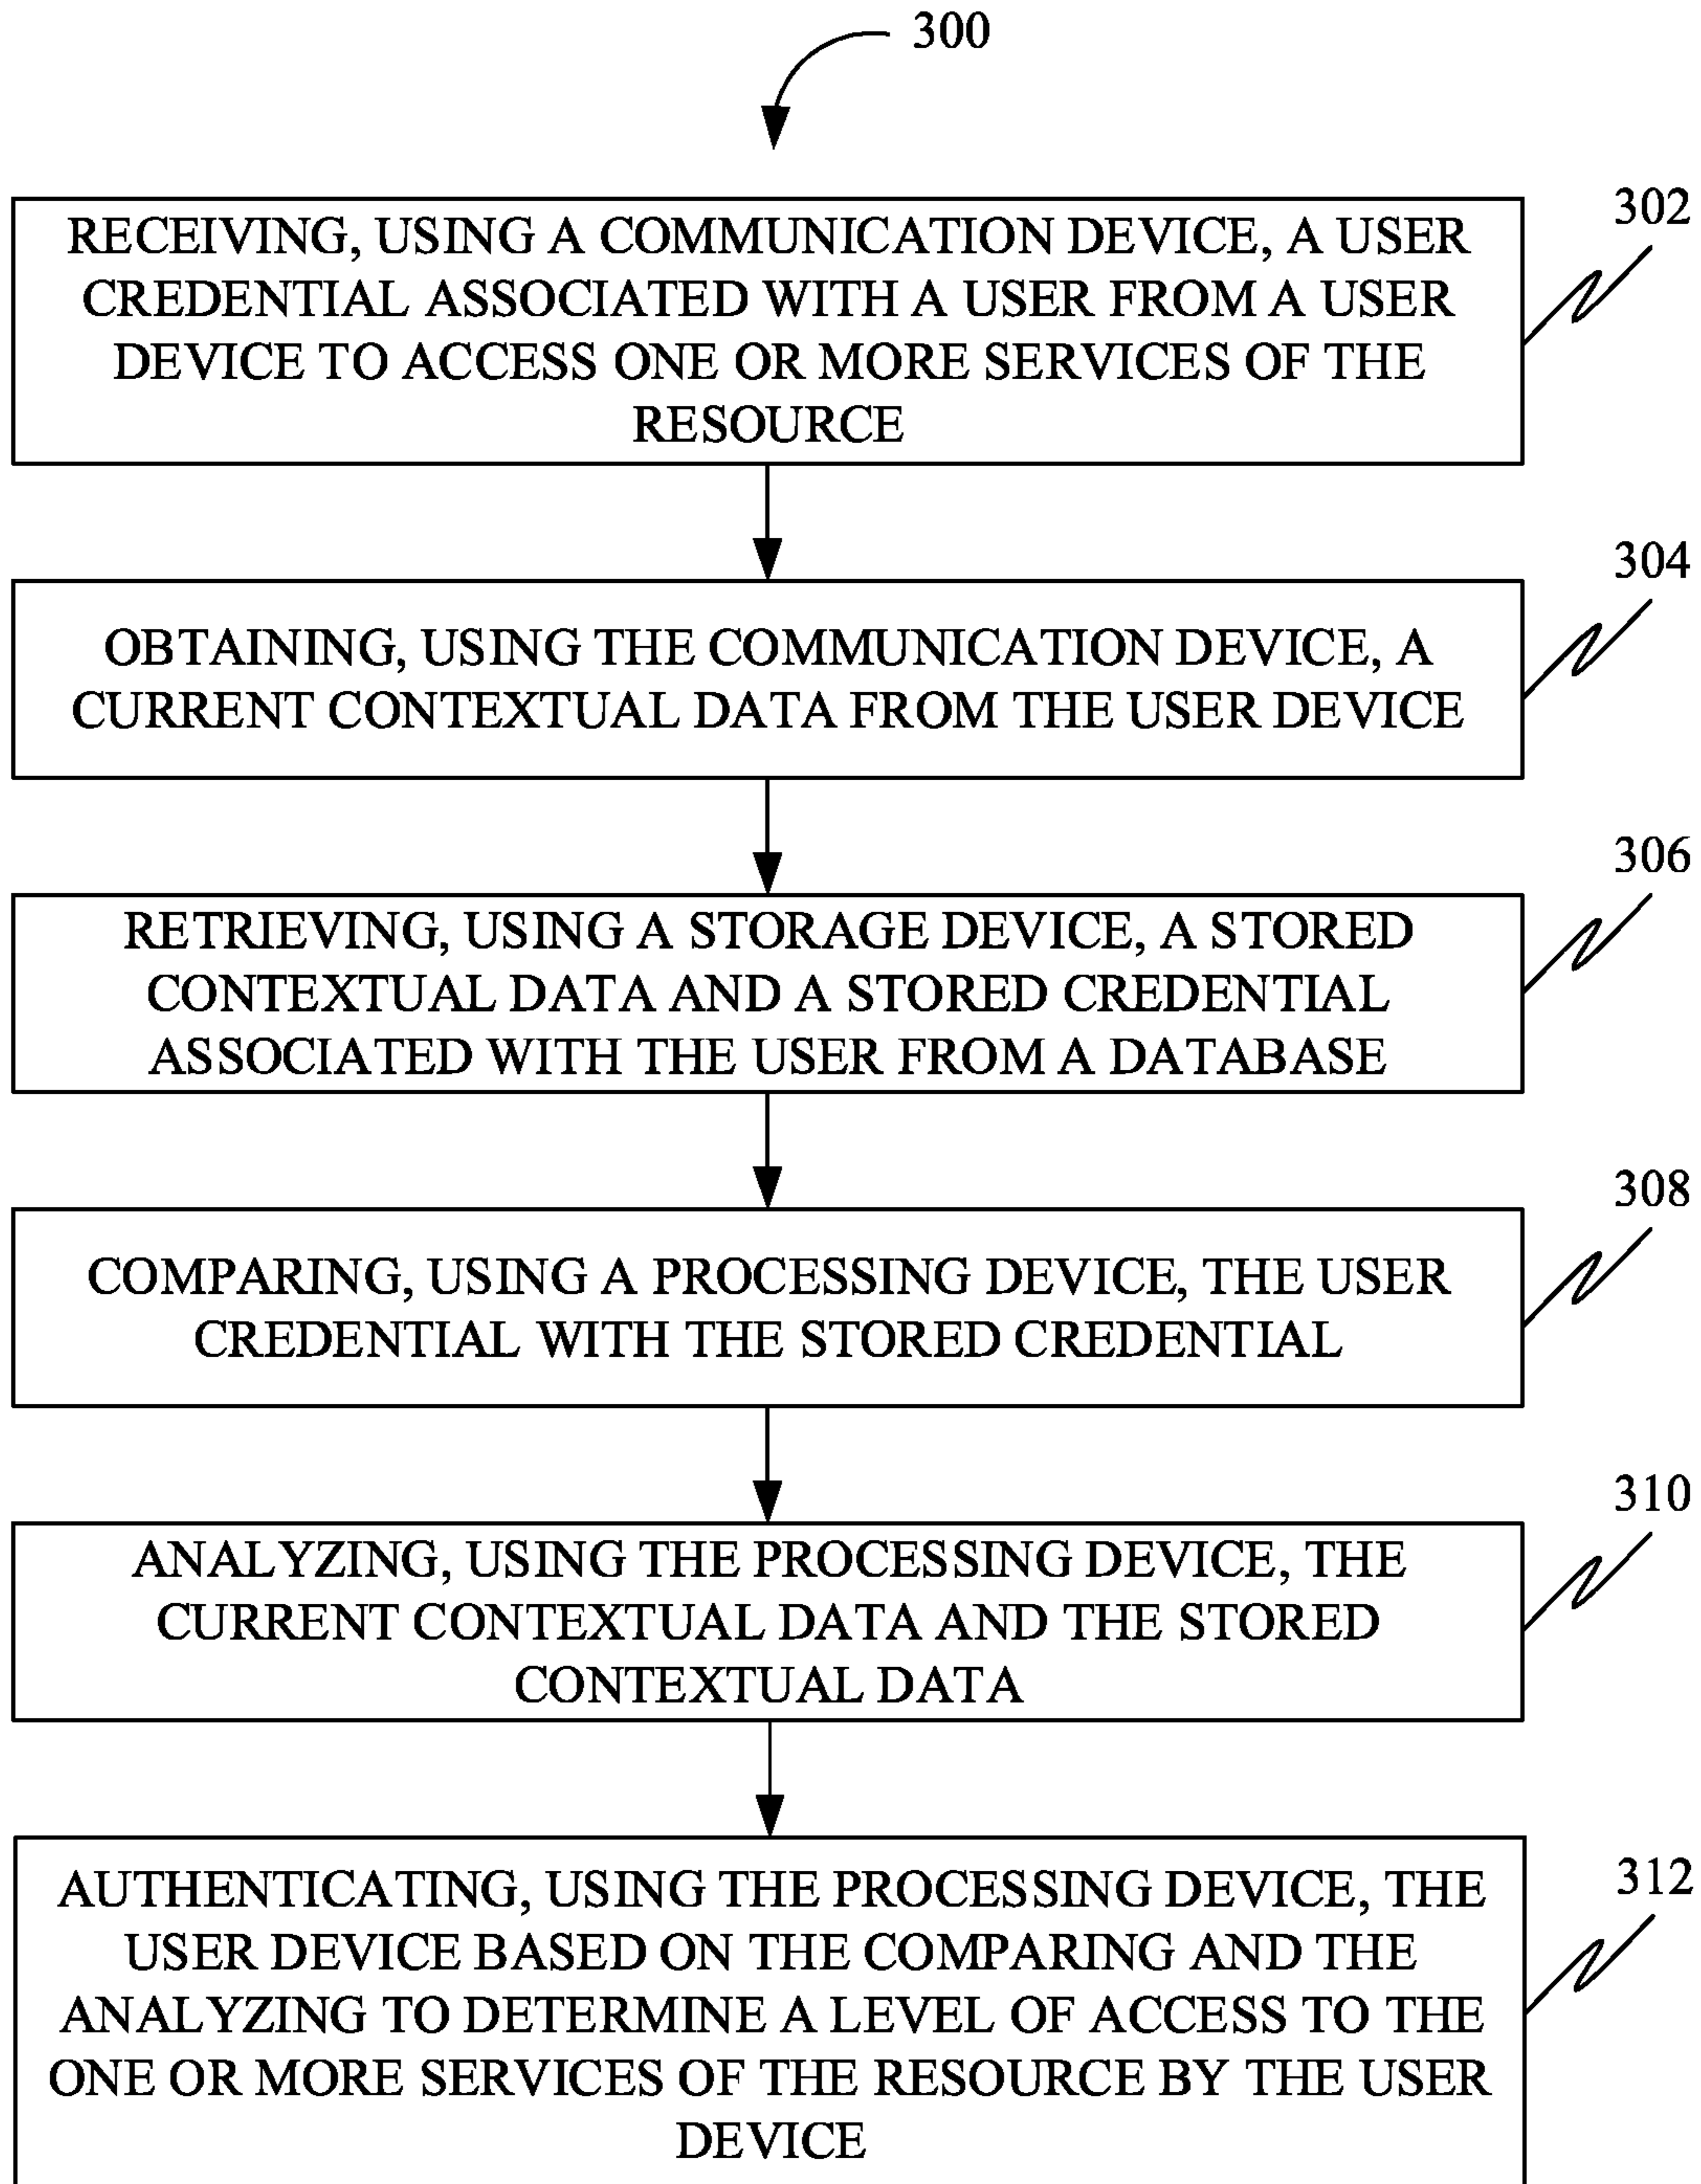 300
302
RECEIVING, USING A COMMUNICATION DEVICE, A USER
CREDENTIAL ASSOCIATED WITH A USER FROM A USER
DEVICE TO ACCESS ONE OR MORE SERVICES OF THE
RESOURCE
304
OBTAINING, USING THE COMMUNICATION DEVICE, A
CURRENT CONTEXTUAL DATA FROM THE USER DEVICE
306
RETRIEVING, USING A STORAGE DEVICE, A STORED
CONTEXTUAL DATA AND A STORED CREDENTIAL
ASSOCIATED WITH THE USER FROM A DATABASE
308
COMPARING, USING A PROCESSING DEVICE, THE USER
CREDENTIAL WITH THE STORED CREDENTIAL
310
ANALYZING, USING THE PROCESSING DEVICE, THE
CURRENT CONTEXTUAL DATA AND THE STORED
CONTEXTUAL DATA
312
AUTHENTICATING, USING THE PROCESSING DEVICE, THE
USER DEVICE BASED ON THE COMPARING AND THE
ANALYZING TO DETERMINE A LEVEL OF ACCESS TO THE
ONE OR MORE SERVICES OF THE RESOURCE BY THE USER
DEVICE